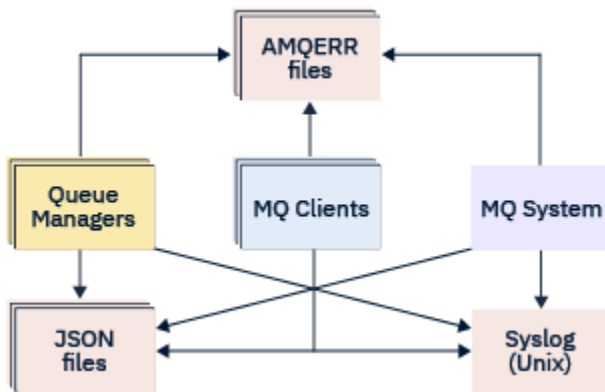 AMQERR
files
Queue
Managers
MQ Clients
MQ System
JSON
files
Syslog
(Unix)